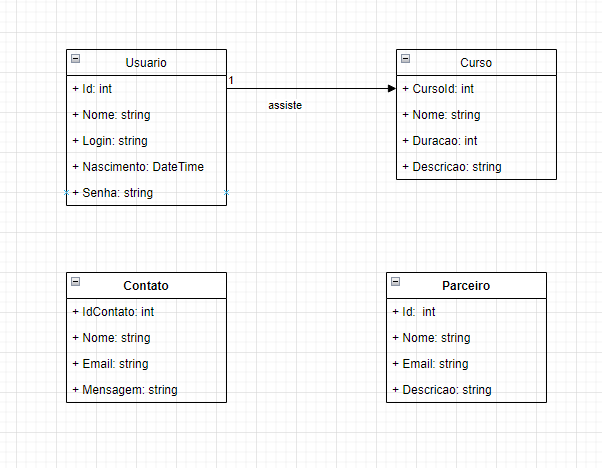 Usuario
+ Id: int
+ Nome: string
+ Login: string
+ Nascimento: DateTime
+ Senha: string
1
assiste
Curso
+ CursoId: int
+ Nome: string
+ Duracao: int
+ Descricao: string
Contato
+ IdContato: int
+ Nome: string
+ Email: string
+ Mensagem: string
Parceiro
+ Id:  int
+ Nome: string
+ Email: string
+ Descricao: string